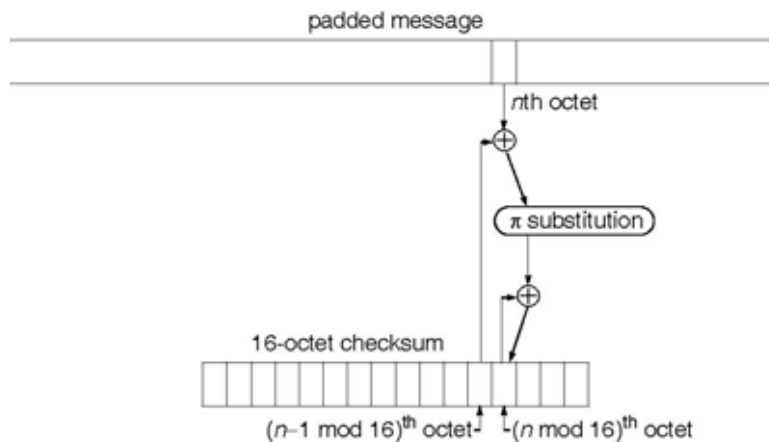 padded message
nth octet
π substitution
16-octet checksum
(n–1 mod 16)th octet
(n mod 16)th octet